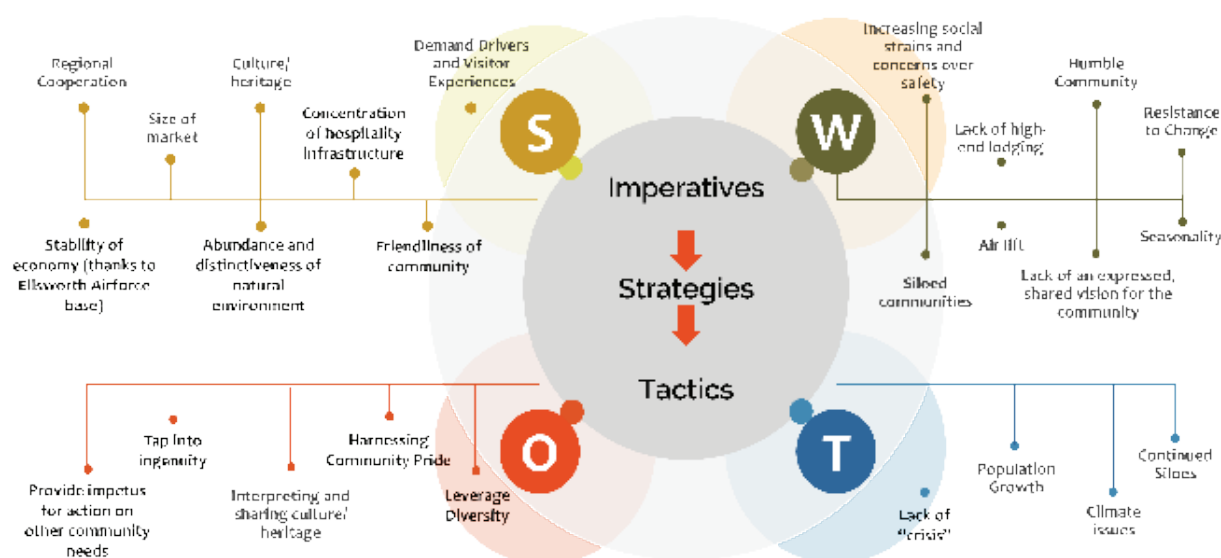 Regional
Cooperation
Size of
market
Culture/
heritage
Concentration
of hospitality
Infrastructure
Demand Drivers
and Visitor
Experiences
Stability of
economy (thanks to
Ellsworth Airforce
base)
Abundance and
distinctiveness of
natural
environment
Friendliness of
community
S
W
Increasing social
strains and
concerns over
safety
Lack of high-
end lodging
Humble
Community
Resistance
to Change
Siloed
communities
Air lift
Lack of an expressed,
shared vision for the
community
Seasonality
Imperatives
Strategies
Tactics
O
T
Provide impetus
for action on
other community
needs
Tap into
ingenuity
Interpreting and
sharing culture/
heritage
Harnessing
Community Pride
Leverage
Diversity
Lack of
"crisis"
Population
Growth
Climate
issues
Continued
Siloes